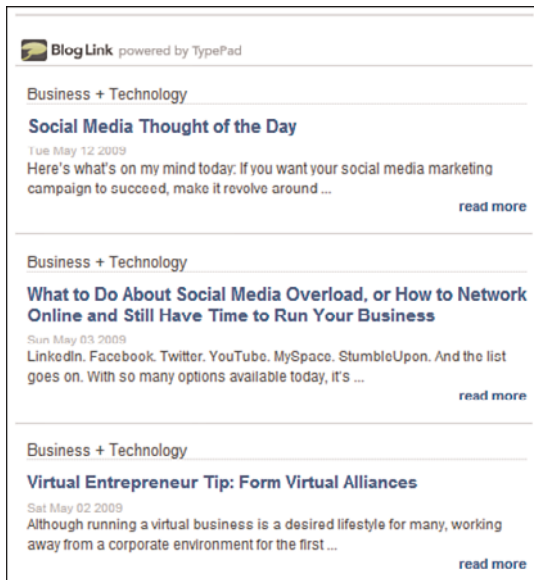 Blog Link powered by TypePad
Business + Technology
Social Media Thought of the Day
Tue May 12 2009
Here's what's on my mind today: If you want your social media marketing
campaign to succeed, make it revolve around ...
read more
Business + Technology
What to Do About Social Media Overload, or How to Network
Online and Still Have Time to Run Your Business
Sun May 03 2009
LinkedIn. Facebook. Twitter. YouTube. MySpace. StumbleUpon. And the list
goes on. With so many options available today, it's ...
read more
Business + Technology
Virtual Entrepreneur Tip: Form Virtual Alliances
Sat May 02 2009
Although running a virtual business is a desired lifestyle for many, working
away from a corporate environment for the first ...
read more